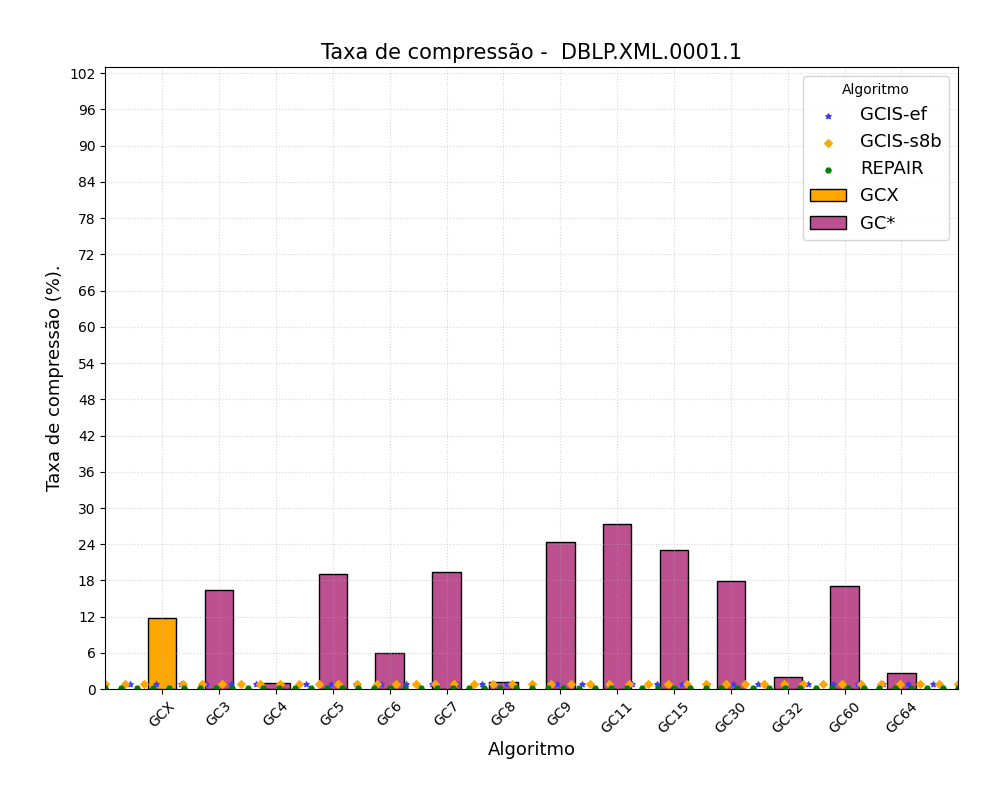 Taxa de compressão -  DBLP.XML.0001.1
Algoritmo
GCIS-ef
GCIS-s8b
REPAIR
GCX
GC*
Taxa de compressão (%).
102
96
90
84
78
72
66
60
54
48
42
36
30
24
18
12
6
0
GCX GC3 GC4 GC5 GC6 GC7 GC8 GC9 GC11 GC15 GC30 GC32 GC60 GC64
Algoritmo